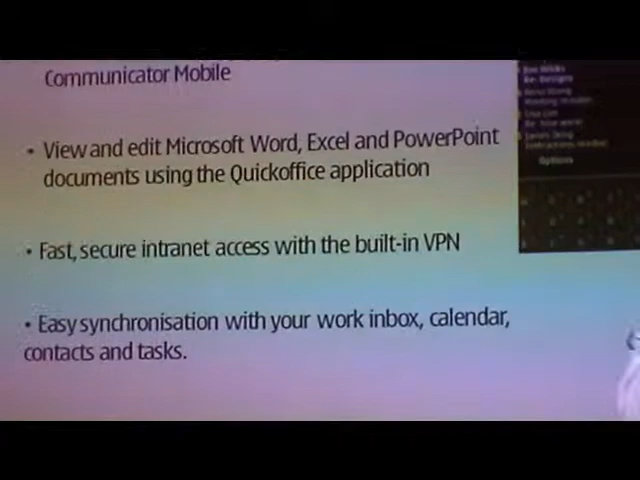 Communicator Mobile
• View and edit Microsoft Word, Excel and PowerPoint
documents using the Quickoffice application
• Fast, secure intranet access with the built-in VPN
• Easy synchronisation with your work inbox, calendar,
contacts and tasks.
Options